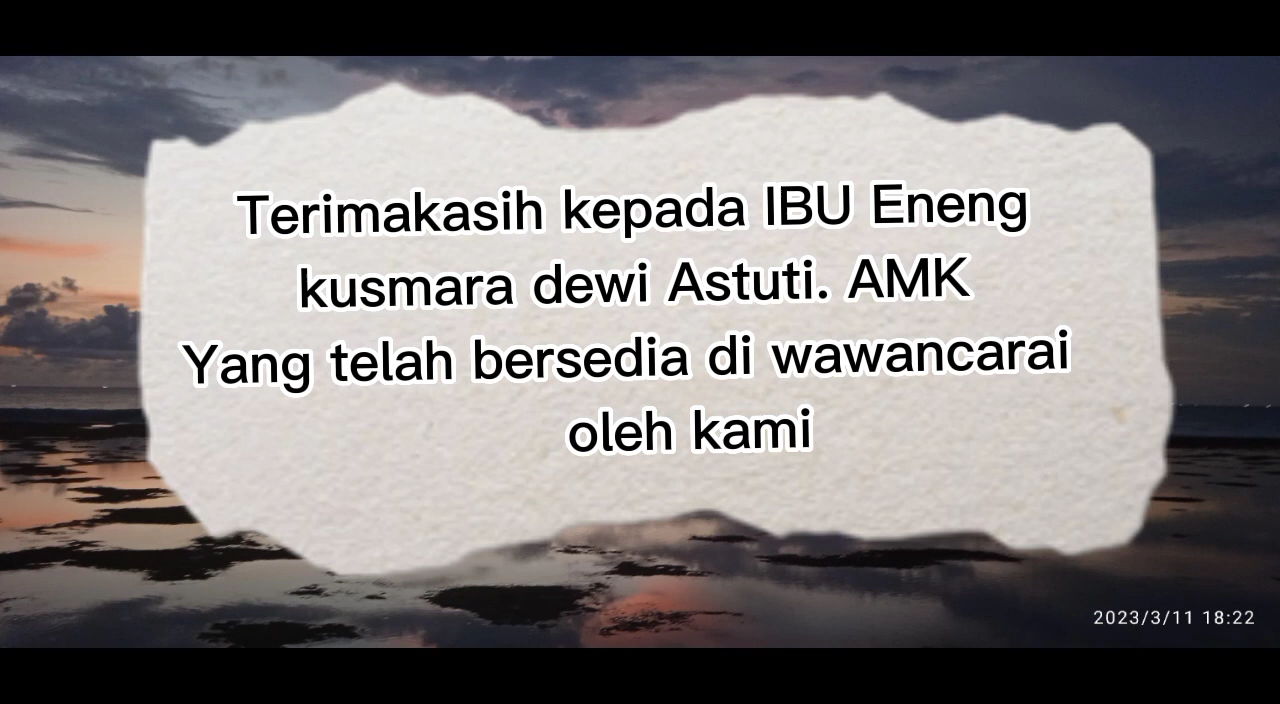 Terimakasih kepada IBU Eneng
kusmara dewi Astuti. AMK
Yang telah bersedia di wawancarai
oleh kami
2023/3/11 18:22